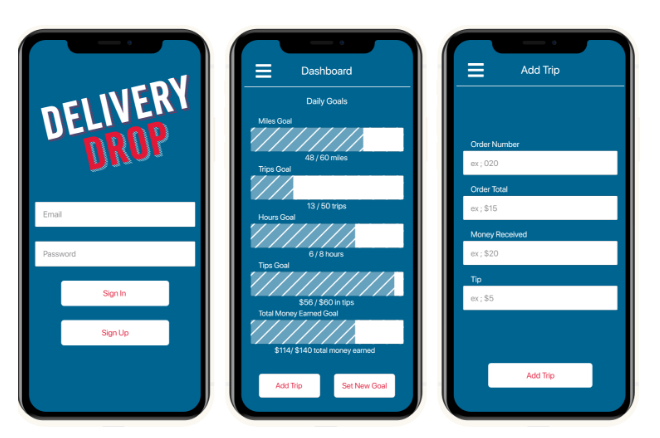 DELIVERY
DROP
Email
Password
Sign In
Sign Up
Dashboard
Daily Goals
Miles Goal
48 / 60 miles
Trips Goal
13 / 50 trips
Hours Goal
6 / 8 hours
Tips Goal
$56 / $60 in tips
Total Money Earned Goal
$114/ $140 total money earned
Add Trip
Set New Goal
Add Trip
Order Number
ex ; 020
Order Total
ex ; $15
Money Received
ex ; $20
Tip
ex ; $5
Add Trip